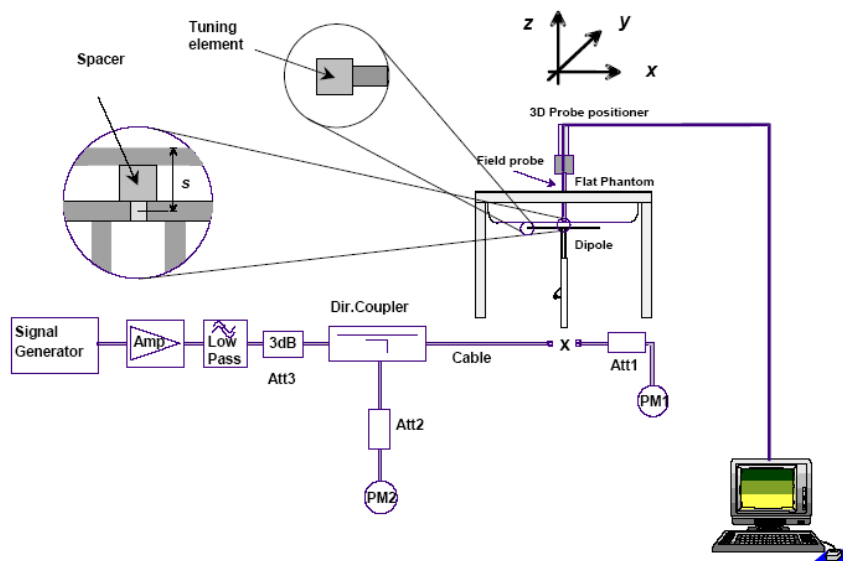 Tuning
element
z
y
x
Spacer
3D Probe positioner
s
Field probe
Flat Phantom
Dipole
Dir.Coupler
Signal
Generator
Amp
Low
Pass
3dB
Att3
Cable
X
Att1
PM1
Att2
PM2